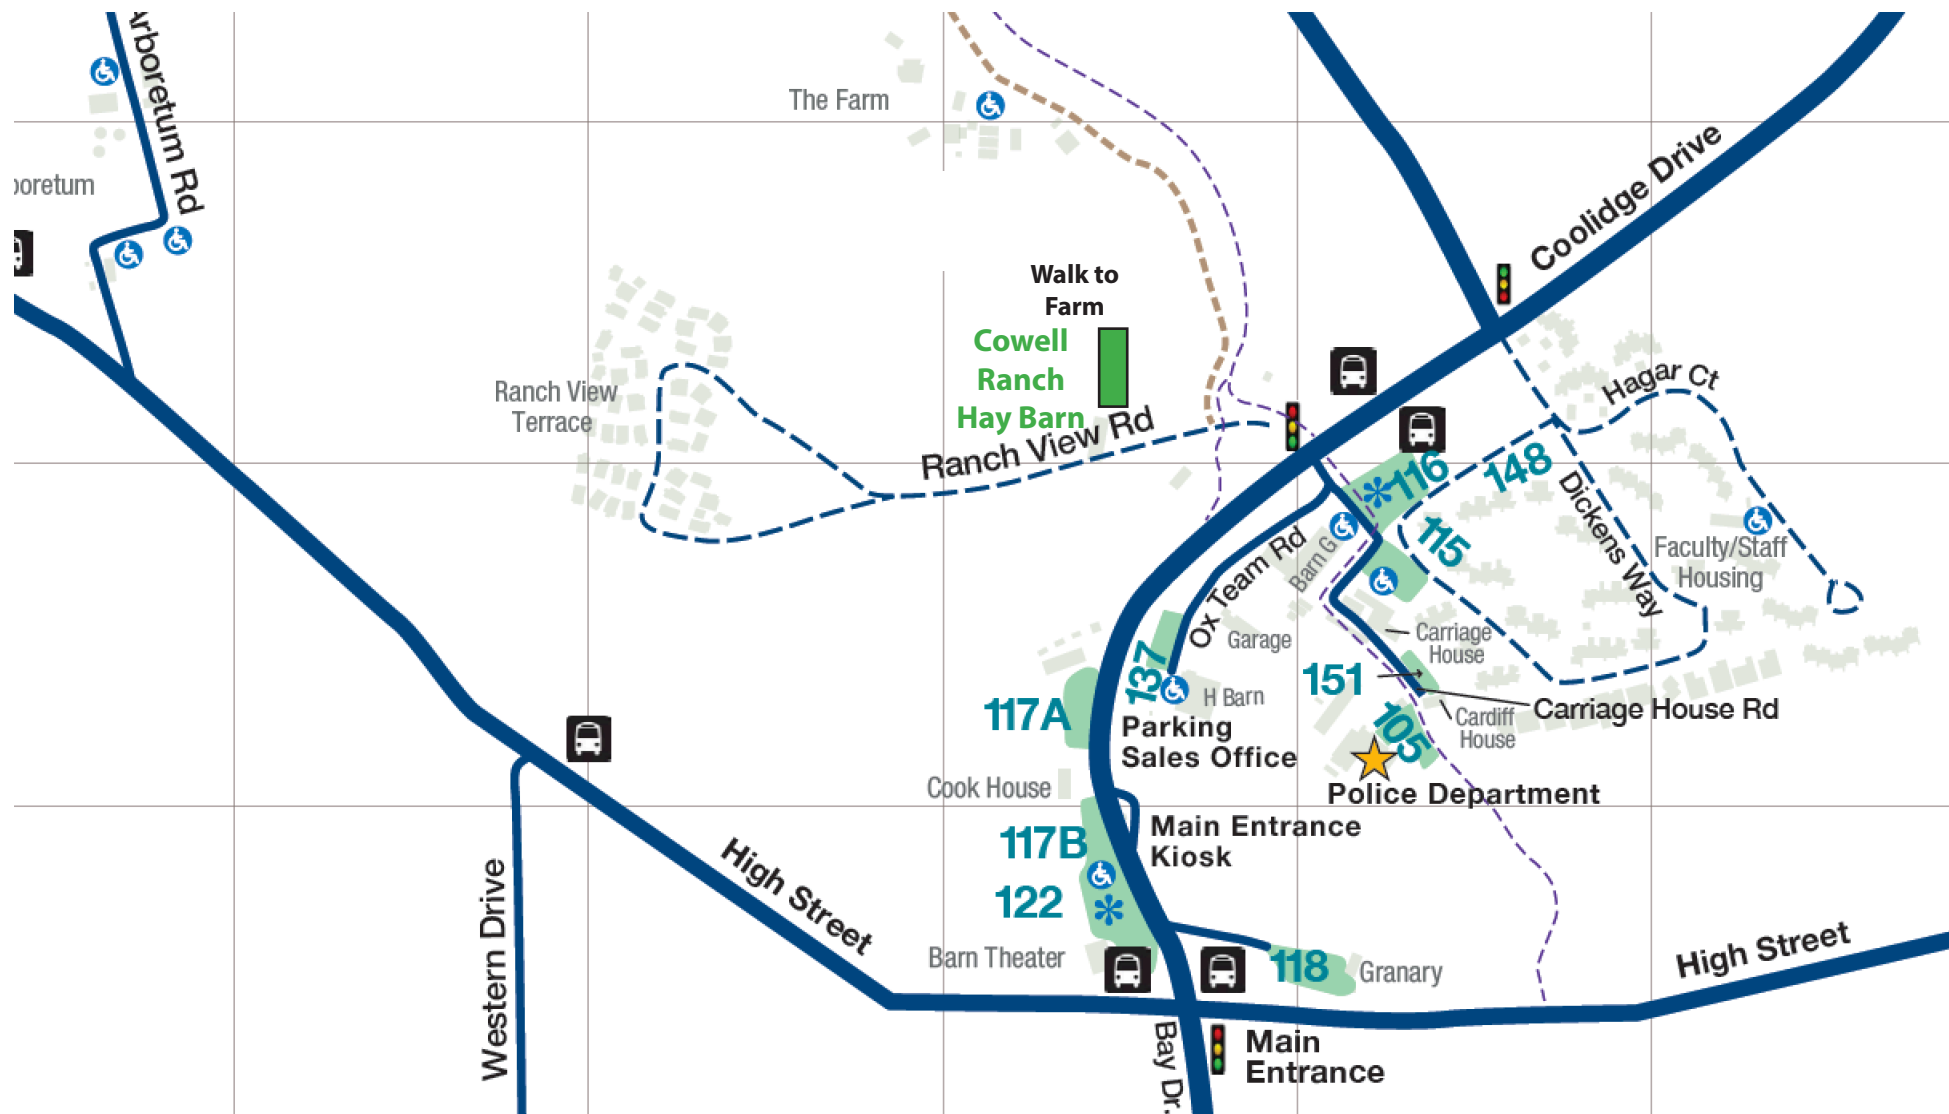 Arboretum Rd
The Farm
boretum
Coolidge Drive
Walk to
Farm
Cowell
Ranch
Hay Barn
Ranch View Rd
Ranch View
Terrace
Hagar Ct
116
148
115
Dickens Way
Faculty/Staff
Housing
Ox Team Rd
Barn G
Garage
Carriage
House
137
151
H Barn
117A
Parking
Sales Office
105
Cardiff
House
Carriage House Rd
Police Department
Cook House
117B
Main Entrance
Kiosk
122
High Street
Western Drive
Barn Theater
118
Granary
High Street
Bay Dr.
Main
Entrance